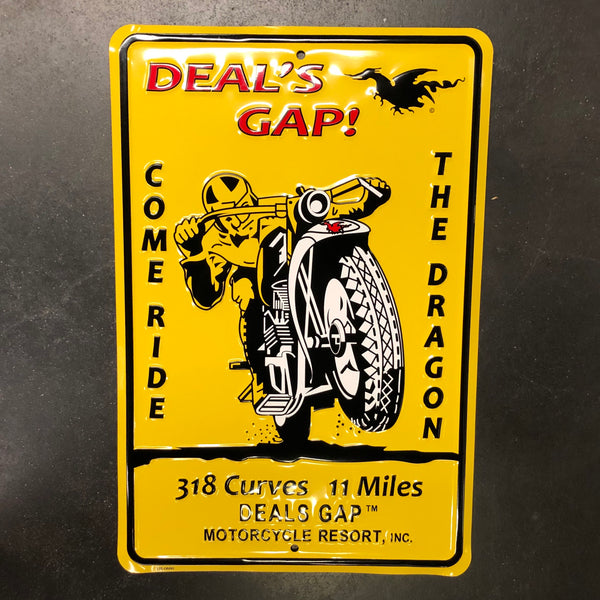 DEAL'S
GAP!
©
COME RIDE
THE DRAGON
318 Curves 11 Miles
DEALS GAP™
MOTORCYCLE RESORT, INC.